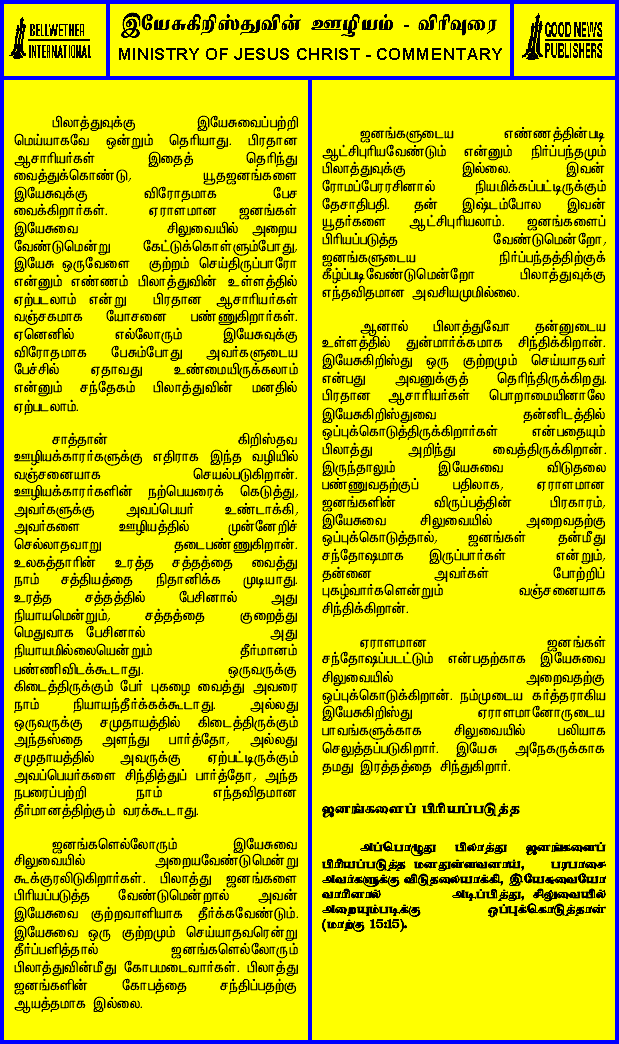 BELLWETHER
INTERNATIONAL
இயேசுகிறிஸ்துவின் ஊழியம் - விரிவுரை
MINISTRY OF JESUS CHRIST - COMMENTARY
GOOD NEWS
PUBLISHERS
பிலாத்துவுக்கு இயேசுவைப்பற்றி
மெய்யாகவே ஒன்றும் தெரியாது. பிரதான
ஆசாரியர்கள் இதைத் தெரிந்து
வைத்துக்கொண்டு, யூதஜனங்களை
இயேசுவுக்கு விரோதமாக பேச
வைக்கிறார்கள். ஏராளமான ஜனங்கள்
இயேசுவை சிலுவையில் அறைய
வேண்டுமென்று கேட்டுக்கொள்ளும்போது,
இயேசு ஒருவேளை குற்றம் செய்திருப்பாரோ
என்னும் எண்ணம் பிலாத்துவின் உள்ளத்தில்
ஏற்படலாம் என்று பிரதான ஆசாரியர்கள்
வஞ்சகமாக யோசனை பண்ணுகிறார்கள்.
ஏனெனில் எல்லோரும் இயேசுவுக்கு
விரோதமாக பேசும்போது அவர்களுடைய
பேச்சில் ஏதாவது உண்மையிருக்கலாம்
என்னும் சந்தேகம் பிலாத்துவின் மனதில்
ஏற்படலாம்.
சாத்தான் கிறிஸ்தவ
ஊழியக்காரர்களுக்கு எதிராக இந்த வழியில்
வஞ்சனையாக செயல்படுகிறான்.
ஊழியக்காரர்களின் நற்பெயரைக் கெடுத்து,
அவர்களுக்கு அவப்பெயர் உண்டாக்கி,
அவர்களை ஊழியத்தில் முன்னேறிச்
செல்லாதவாறு தடைபண்ணுகிறான்.
உலகத்தாரின் உரத்த சத்தத்தை வைத்து
நாம் சத்தியத்தை நிதானிக்க முடியாது.
உரத்த சத்தத்தில் பேசினால் அது
நியாயமென்றும், சத்தத்தை குறைத்து
மெதுவாக பேசினால் அது
நியாயமில்லையென்றும் தீர்மானம்
பண்ணிவிடக்கூடாது. ஒருவருக்கு
கிடைத்திருக்கும் பேர் புகழை வைத்து அவரை
நாம் நியாயந்தீர்க்கக்கூடாது. அல்லது
ஒருவருக்கு சமுதாயத்தில் கிடைத்திருக்கும்
அந்தஸ்தை அளந்து பார்த்தோ, அல்லது
சமுதாயத்தில் அவருக்கு ஏற்பட்டிருக்கும்
அவப்பெயர்களை சிந்தித்துப் பார்த்தோ, அந்த
நபரைப்பற்றி நாம் எந்தவிதமான
தீர்மானத்திற்கும் வரக்கூடாது.
ஜனங்களெல்லோரும் இயேசுவை
சிலுவையில் அறையவேண்டுமென்று
கூக்குரலிடுகிறார்கள். பிலாத்து ஜனங்களை
பிரியப்படுத்த வேண்டுமென்றால் அவன்
இயேசுவை குற்றவாளியாக தீர்க்கவேண்டும்.
இயேசுவை ஒரு குற்றமும் செய்யாதவரென்று
தீர்ப்பளித்தால் ஜனங்களெல்லோரும்
பிலாத்துவின்மீது கோபமடைவார்கள். பிலாத்து
ஜனங்களின் கோபத்தை சந்திப்பதற்கு
ஆயத்தமாக இல்லை.
ஜனங்களுடைய எண்ணத்தின்படி
ஆட்சிபுரியவேண்டும் என்னும் நிர்ப்பந்தமும்
பிலாத்துவுக்கு இல்லை. இவன்
ரோமப்பேரரசினால் நியமிக்கப்பட்டிருக்கும்
தேசாதிபதி. தன் இஷ்டம்போல இவன்
யூதர்களை ஆட்சிபுரியலாம். ஜனங்களைப்
பிரியப்படுத்த வேண்டுமென்றோ,
ஜனங்களுடைய நிர்ப்பந்தத்திற்குக்
கீழ்ப்படிவேண்டுமென்றோ பிலாத்துவுக்கு
எந்தவிதமான அவசியமுமில்லை.
ஆனால் பிலாத்துவோ தன்னுடைய
உள்ளத்தில் துன்மார்க்கமாக சிந்திக்கிறான்.
இயேசுகிறிஸ்து ஒரு குற்றமும் செய்யாதவர்
என்பது அவனுக்குத் தெரிந்திருக்கிறது.
பிரதான ஆசாரியர்கள் பொறாமையினாலே
இயேசுகிறிஸ்துவை தன்னிடத்தில்
ஒப்புக்கொடுத்திருக்கிறார்கள் என்பதையும்
பிலாத்து அறிந்து வைத்திருக்கிறான்.
இருந்தாலும் இயேசுவை விடுதலை
பண்ணுவதற்குப் பதிலாக, ஏராளமான
ஜனங்களின் விருப்பத்தின் பிரகாரம்,
இயேசுவை சிலுவையில் அறைவதற்கு
ஒப்புக்கொடுத்தால், ஜனங்கள் தன்மீது
சந்தோஷமாக இருப்பார்கள் என்றும்,
தன்னை அவர்கள் போற்றிப்
புகழ்வார்களென்றும் வஞ்சனையாக
சிந்திக்கிறான்.
ஏராளமான ஜனங்கள்
சந்தோஷப்படட்டும் என்பதற்காக இயேசுவை
சிலுவையில் அறைவதற்கு
ஒப்புக்கொடுக்கிறான். நம்முடைய கர்த்தராகிய
இயேசுகிறிஸ்து ஏராளமானோருடைய
பாவங்களுக்காக சிலுவையில் பலியாக
செலுத்தப்படுகிறார். இயேசு அநேகருக்காக
தமது இரத்தத்தை சிந்துகிறார்.
ஜனங்களைப் பிரியப்படுத்த
அப்பொழுது பிலாத்து ஜனங்களைப்
பிரியப்படுத்த மனதுள்ளவனாய், பரபாசை
அவர்களுக்கு விடுதலையாக்கி, இயேசுவையோ
வாரினால் அடிப்பித்து, சிலுவையில்
அறையும்படிக்கு ஒப்புக்கொடுத்தான்
(மாற்கு 15:15).